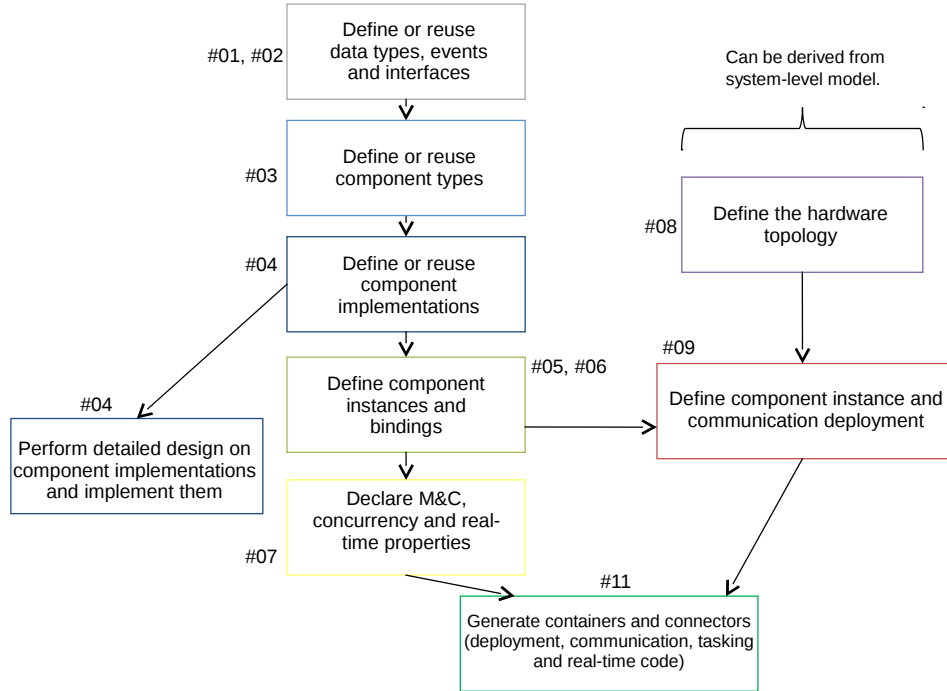 Define or reuse
data types, events
and interfaces
#01, #02
Can be derived from
system-level model.
#03
Define or reuse
component types
#08
Define the hardware
topology
#04
Define or reuse
component
implementations
#05, #06
#09
Define component
instances and
bindings
Define component instance and
communication deployment
#04
Perform detailed design on
component implementations
and implement them
Declare M&C,
concurrency and real-
time properties
#07
#11
Generate containers and connectors
(deployment, communication, tasking
and real-time code)